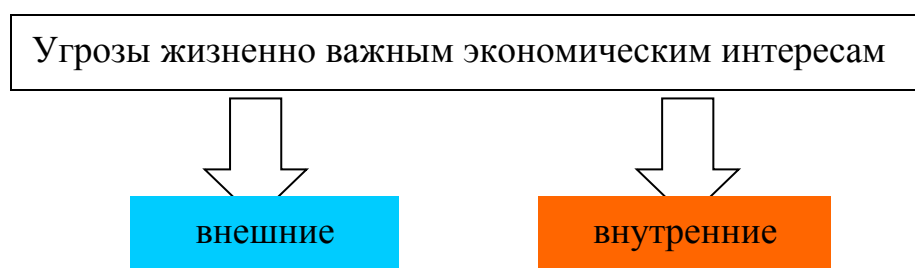 Угрозы жизненно важным экономическим интересам
внешние
внутренние